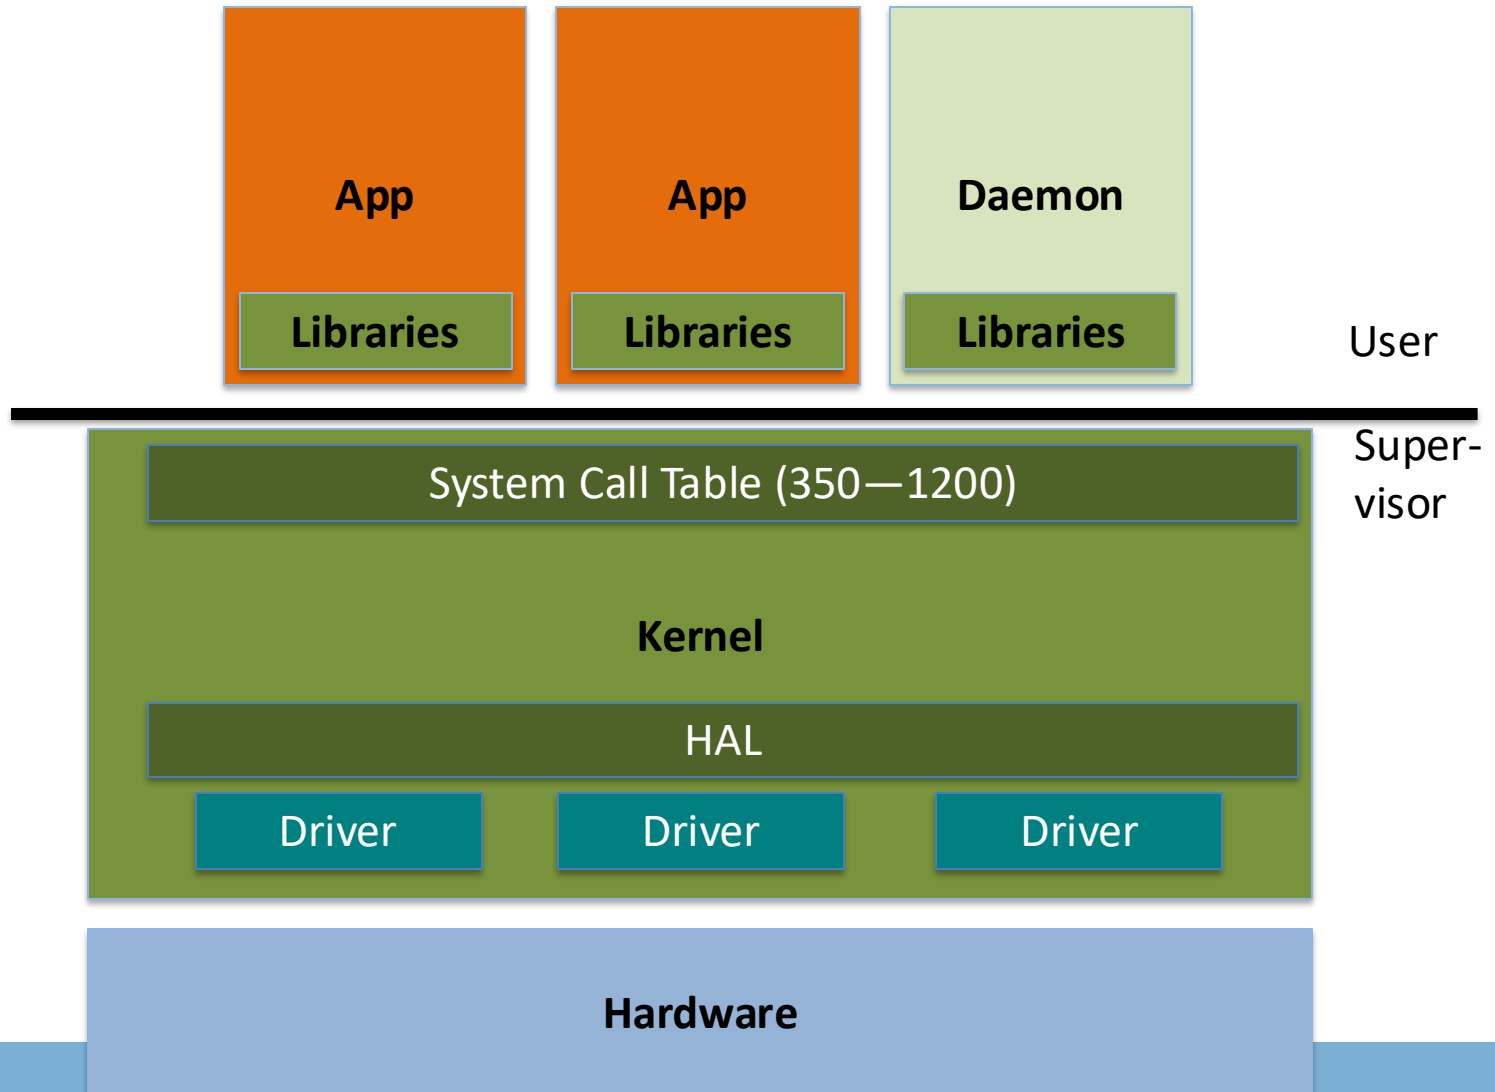 App
App
Daemon
Libraries
Libraries
Libraries
User
Super-
visor
System Call Table (350—1200)
Kernel
HAL
Driver
Driver
Driver
Hardware